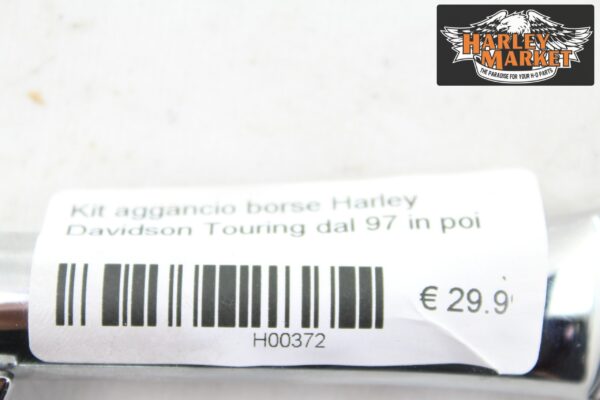 HARLEY
MARKET
THE PARADISE FOR YOUR H-D PARTS
Kit aggancio borse Harley
Davidson Touring dal 97 in poi
€ 29.9
H00372